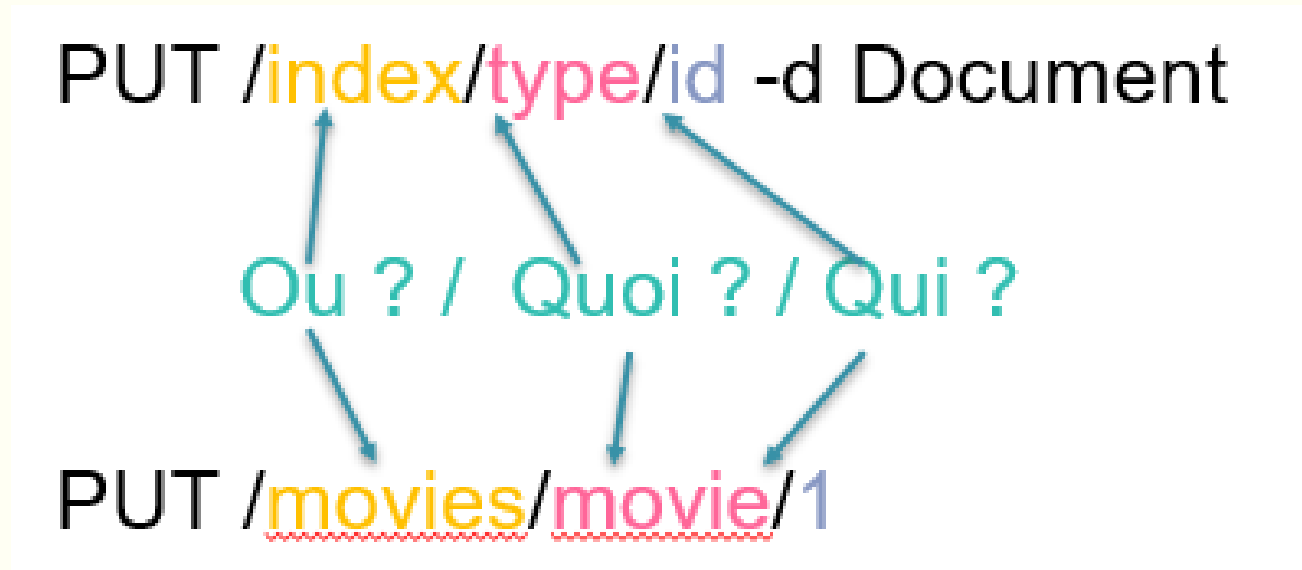 PUT /index/type/id -d Document
Ou ? / Quoi ? / Qui ?
PUT /movies/movie/1